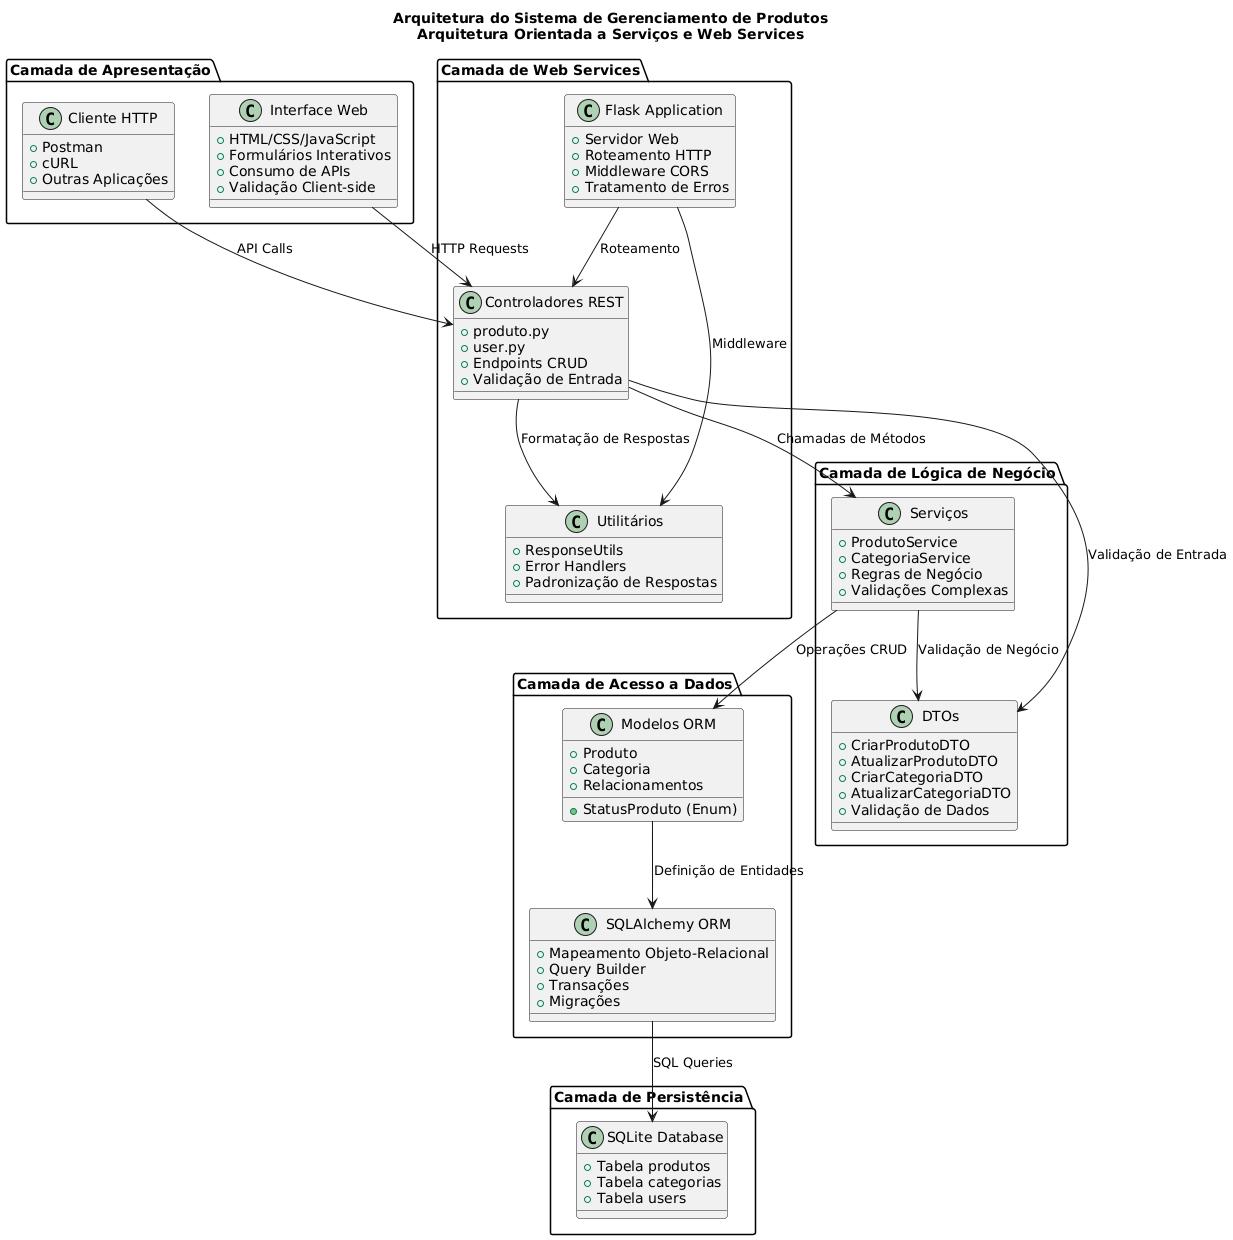 Arquitetura do Sistema de Gerenciamento de Produtos
Arquitetura Orientada a Serviços e Web Services
Camada de Apresentação
C Cliente HTTP
Postman
cURL
Outras Aplicações
C Interface Web
HTML/CSS/JavaScript
Formulários Interativos
Consumo de APIs
Validação Client-side
Camada de Web Services
C Flask Application
Servidor Web
Roteamento HTTP
Middleware CORS
Tratamento de Erros
API Calls
HTTP Requests
Roteamento
Middleware
C Controladores REST
produto.py
user.py
Endpoints CRUD
Validação de Entrada
Formatação de Respostas
Chamadas de Métodos
Validação de Entrada
C Utilitários
ResponseUtils
Error Handlers
Padronização de Respostas
Camada de Lógica de Negócio
C Serviços
ProdutoService
CategoriaService
Regras de Negócio
Validações Complexas
Operações CRUD
Validação de Negócio
C DTOs
CriarProdutoDTO
AtualizarProdutoDTO
CriarCategoriaDTO
AtualizarCategoriaDTO
Validação de Dados
Camada de Acesso a Dados
C Modelos ORM
Produto
Categoria
Relacionamentos
StatusProduto (Enum)
Definição de Entidades
C SQLAlchemy ORM
Mapeamento Objeto-Relacional
Query Builder
Transações
Migrações
SQL Queries
Camada de Persistência
C SQLite Database
Tabela produtos
Tabela categorias
Tabela users